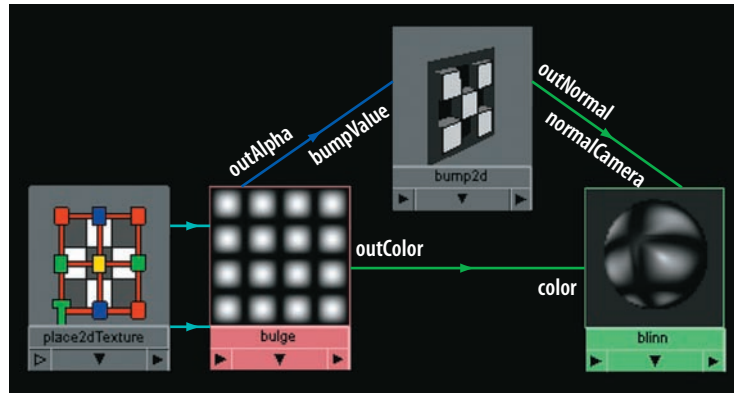 outAlpha
bumpValue
bump2d
outNormal
normalCamera
place2dTexture
bulge
outColor
color
blinn